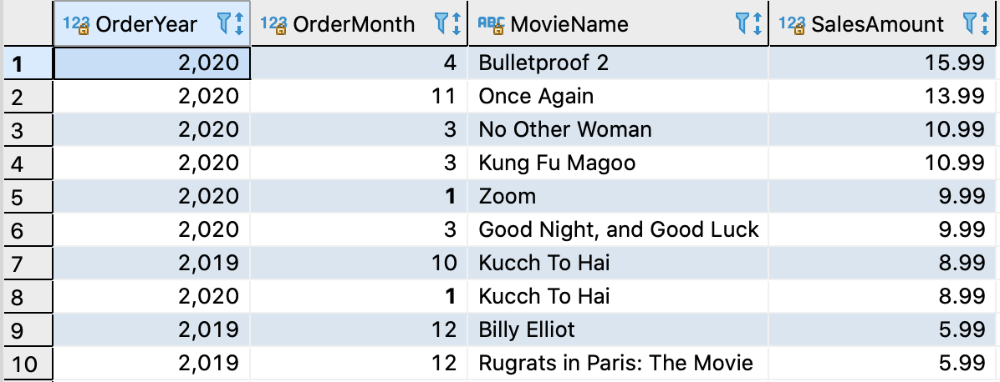 123 OrderYear 123 OrderMonth ABC MovieName 123 SalesAmount
1 2,020 4 Bulletproof 2 15.99
2 2,020 11 Once Again 13.99
3 2,020 3 No Other Woman 10.99
4 2,020 3 Kung Fu Magoo 10.99
5 2,020 1 Zoom 9.99
6 2,020 3 Good Night, and Good Luck 9.99
7 2,019 10 Kucch To Hai 8.99
8 2,020 1 Kucch To Hai 8.99
9 2,019 12 Billy Elliot 5.99
10 2,019 12 Rugrats in Paris: The Movie 5.99